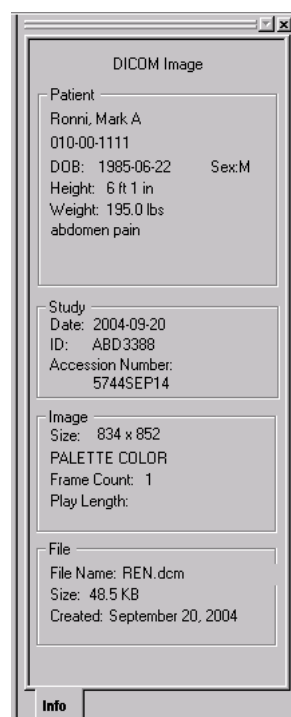 DICOM Image
Patient
Ronni, Mark A
010-00-1111
DOB: 1985-06-22 Sex:M
Height: 6 ft 1 in
Weight: 195.0 lbs
abdomen pain
Study
Date: 2004-09-20
ID: ABD3388
Accession Number:
5744SEP14
Image
Size: 834 x 852
PALETTE COLOR
Frame Count: 1
Play Length:
File
File Name: REN.dcm
Size: 48.5 KB
Created: September 20, 2004
Info